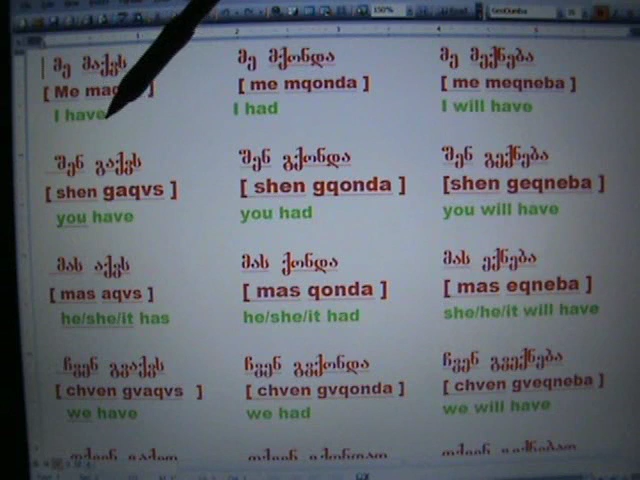 150%
მე მაქვს მე მქონდა მე მექნება
[ Me ] [ me mqonda ] [ me meqneba ]
I have I had I will have
შენ გაქვს შენ გქონდა შენ გექნება
[ shen gaqvs ] [ shen gqonda ] [shen geqneba ]
you have you had you will have
მას აქვს მას ქონდა მას ექნება
[ mas aqvs ] [ mas qonda ] [ mas eqneba ]
he/she/it has he/she/it had she/he/it will have
ჩვენ გვაქვს ჩვენ გვქონდა ჩვენ გვექნება
[ chven gvaqvs ] [ chven gvqonda ] [ chven gveqneba ]
we have we had we will have